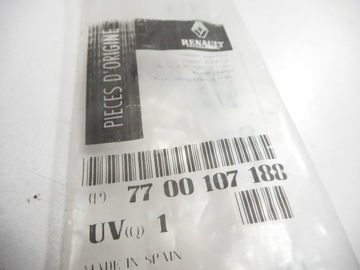 PIECES D'ORIGINE
RENAULT
(P) 77 00 107 188
UV (Q) 1
MADE IN SPAIN